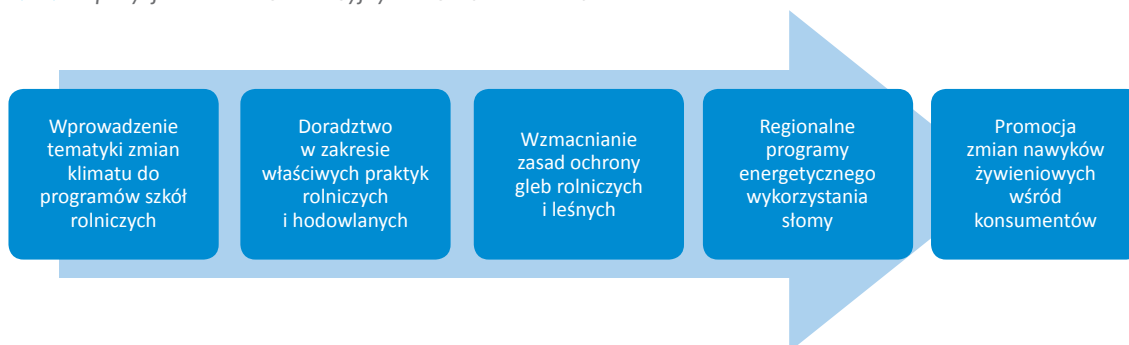 Wprowadzenie
tematyki zmian
klimatu do
programów szkół
rolniczych
Doradztwo
w zakresie
właściwych praktyk
rolniczych
i hodowlanych
Wzmacnianie
zasad ochrony
gleb rolniczych
i leśnych
Regionalne
programy
energetycznego
wykorzystania
słomy
Promocja
zmian nawyków
żywieniowych
wśród
konsumentów